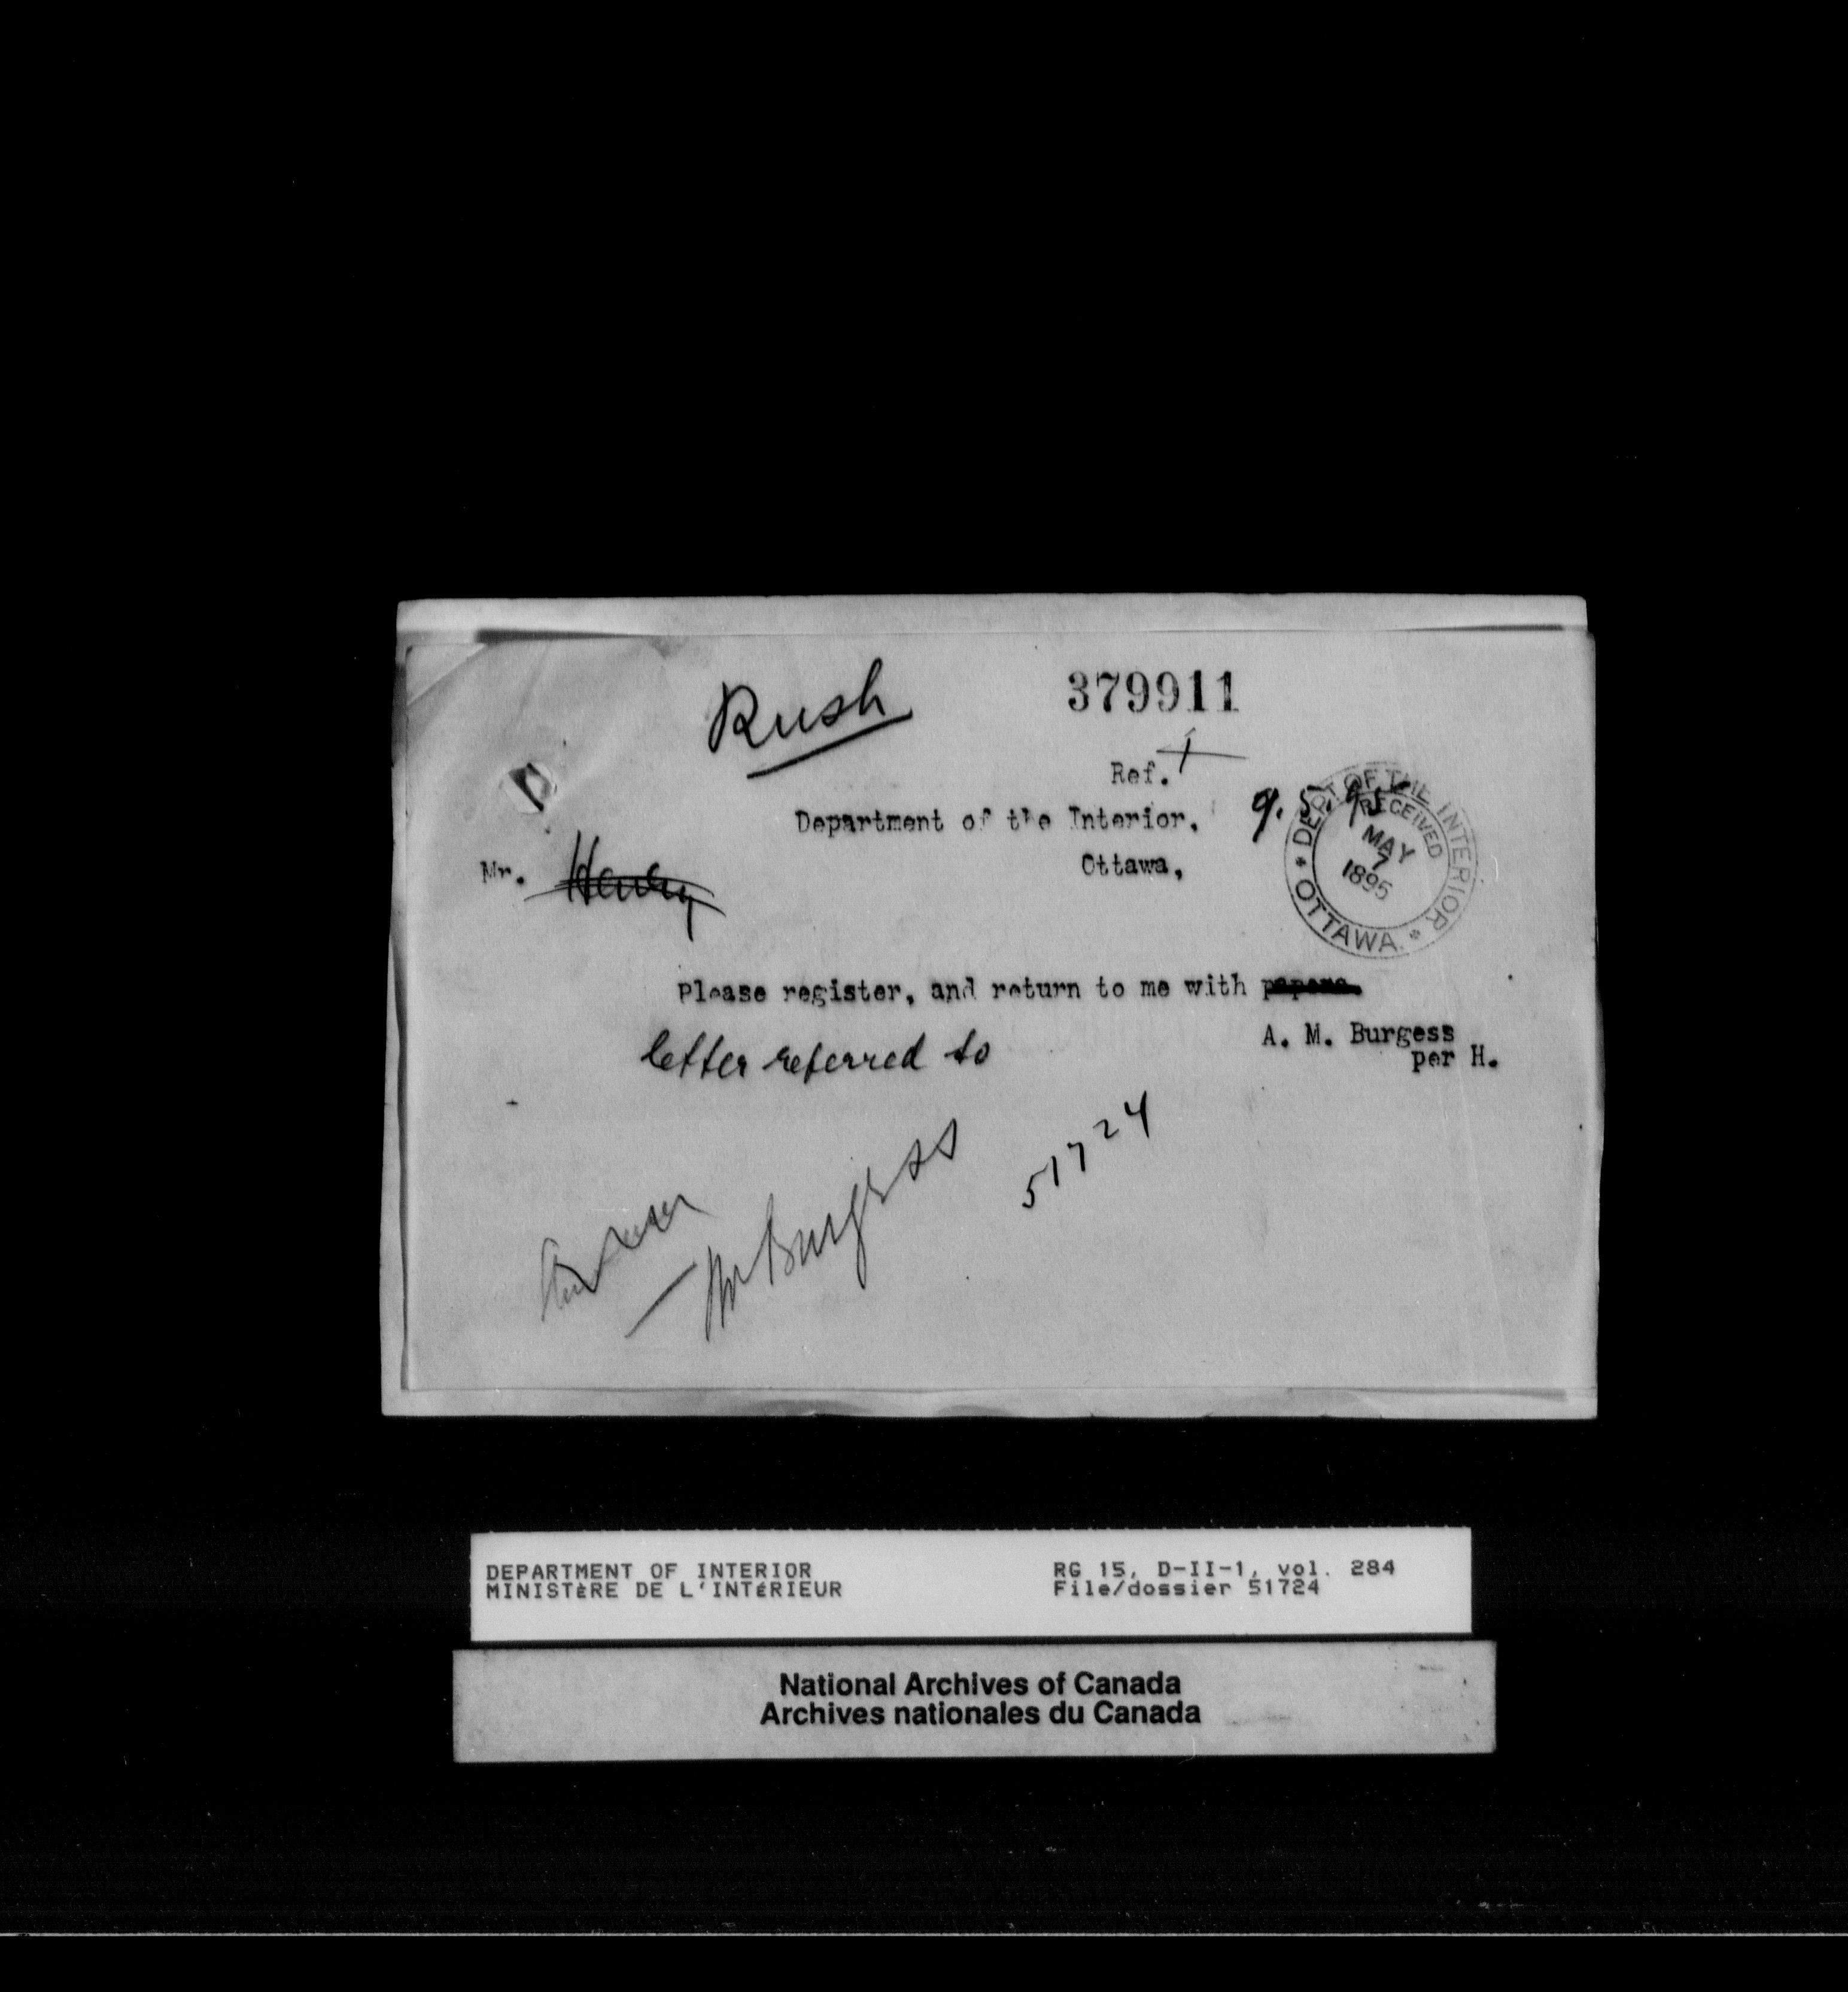 Rush
379911
Ref.
Department of the Interior,
9.5.95
Ottawa,
DEPT OF THE INTERIOR
RECEIVED
MAY
7
1895
* OTTAWA. *
Mr. Henry
Please register, and return to me with papers.
letter referred to
A. M. Burgess
per H.
51724
Mr Burgess
DEPARTMENT OF INTERIOR
MINISTÈRE DE L'INTÉRIEUR
RG 15, D-II-1, vol. 284
File/dossier 51724
National Archives of Canada
Archives nationales du Canada